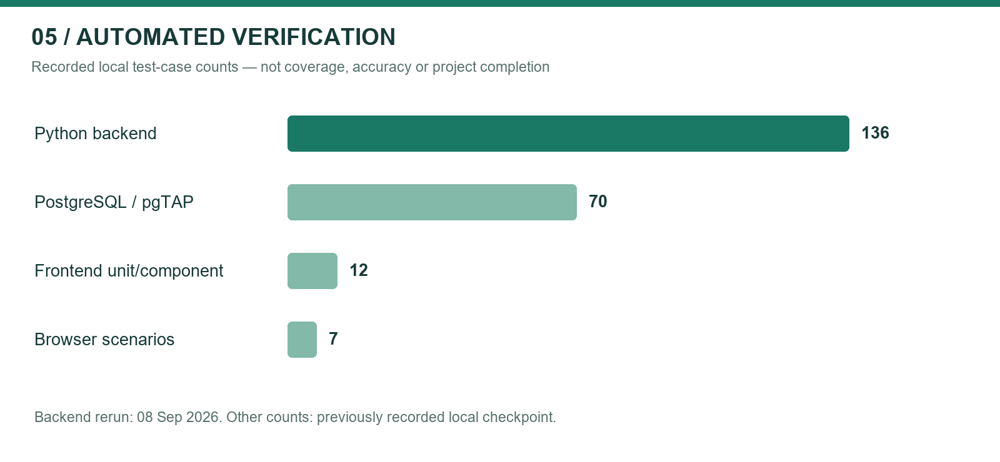 05 / AUTOMATED VERIFICATION
Recorded local test-case counts — not coverage, accuracy or project completion
Python backend 136
PostgreSQL / pgTAP 70
Frontend unit/component 12
Browser scenarios 7
Backend rerun: 08 Sep 2026. Other counts: previously recorded local checkpoint.